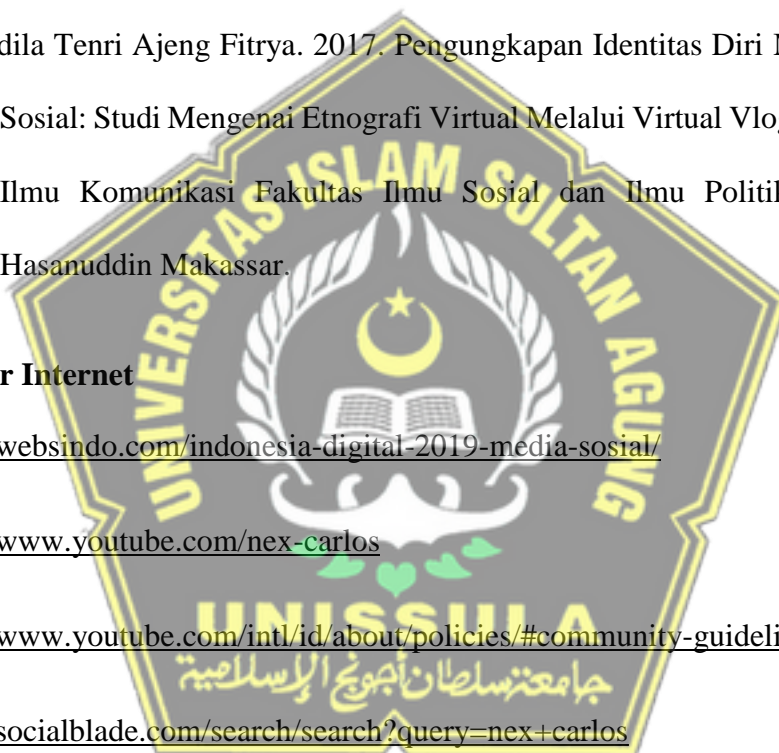 dila Tenri Ajeng Fitrya. 2017. Pengungkapan Identitas Diri
Sosial: Studi Mengenai Etnografi Virtual Melalui Virtual Vlog
Ilmu Komunikasi Fakultas Ilmu Sosial dan Ilmu Politik
Hasanuddin Makassar.
r Internet
websindo.com/indonesia-digital-2019-media-sosial/
www.youtube.com/nex-carlos
www.youtube.com/intl/id/about/policies/#community-guideli
socialblade.com/search/search?query=nex+carlos
UNIVERSITAS ISLAM SULTAN AGUNG
UNISSULA
جامعة سلطان أجونج الإسلامية